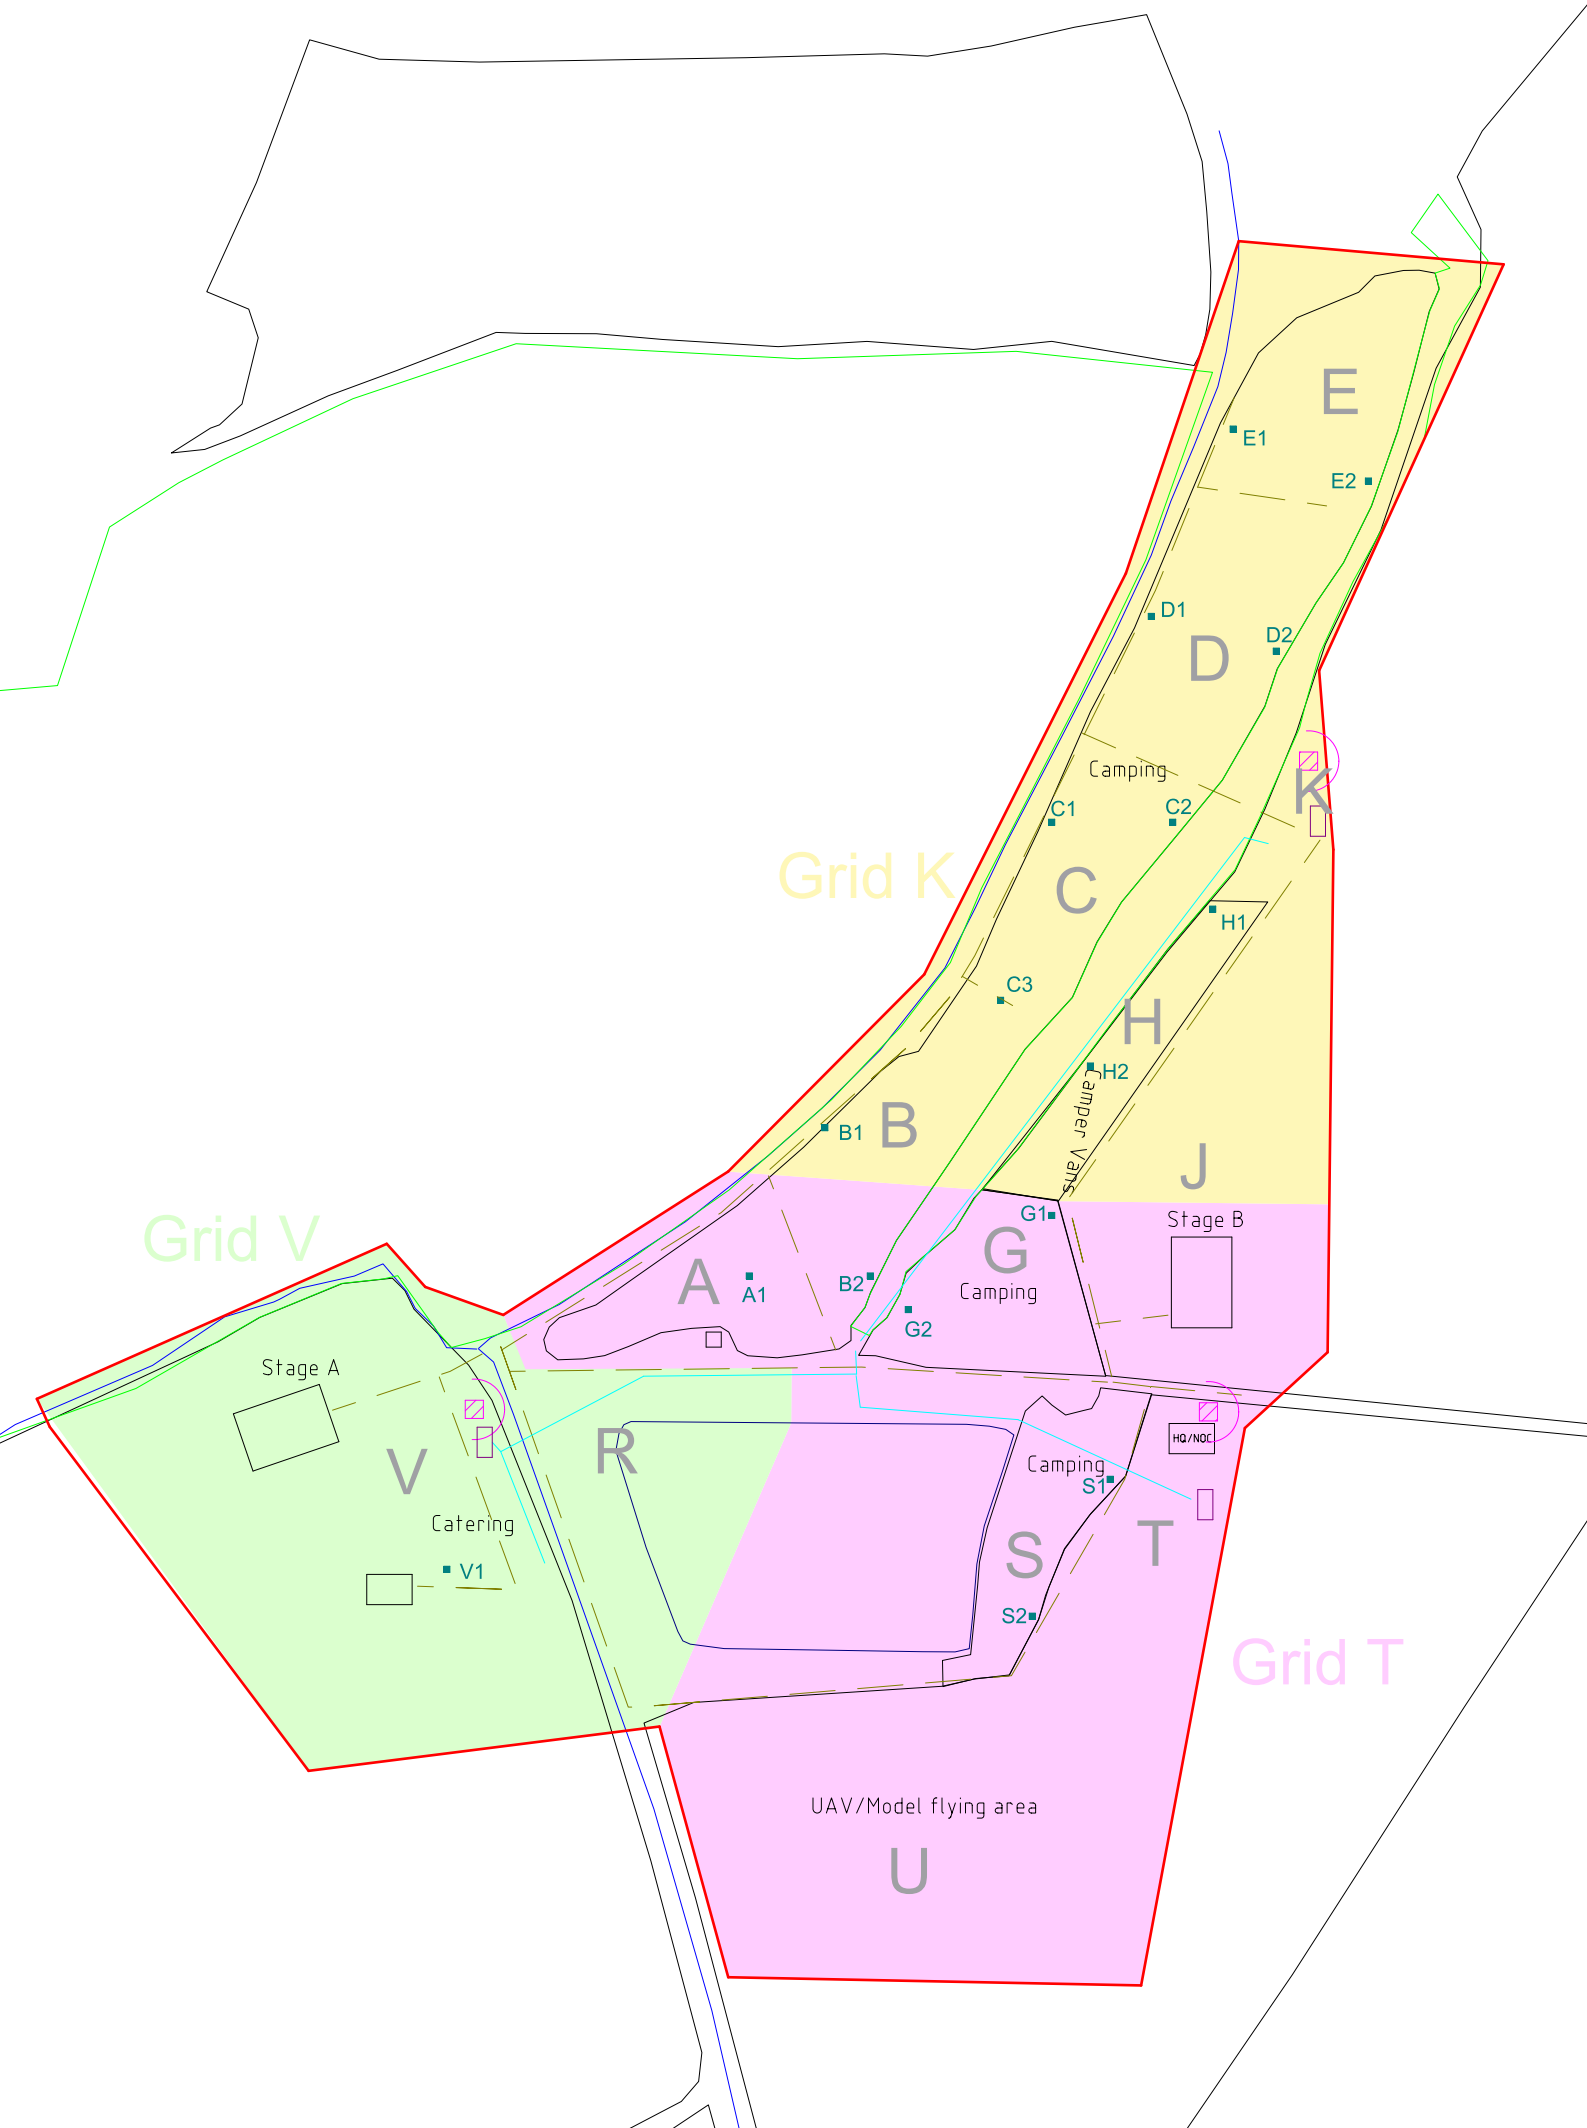 E
E1
E2
D1
D2
D
Camping
K
C1
C2
Grid K
C
H1
C3
H
H2
Camper Vans
B
B1
J
G1
Stage B
Grid V
G
A
A1
B2
Camping
G2
Stage A
HQ/NOC
R
V
Camping
S1
Catering
T
S
V1
S2
Grid T
UAV/Model flying area
U